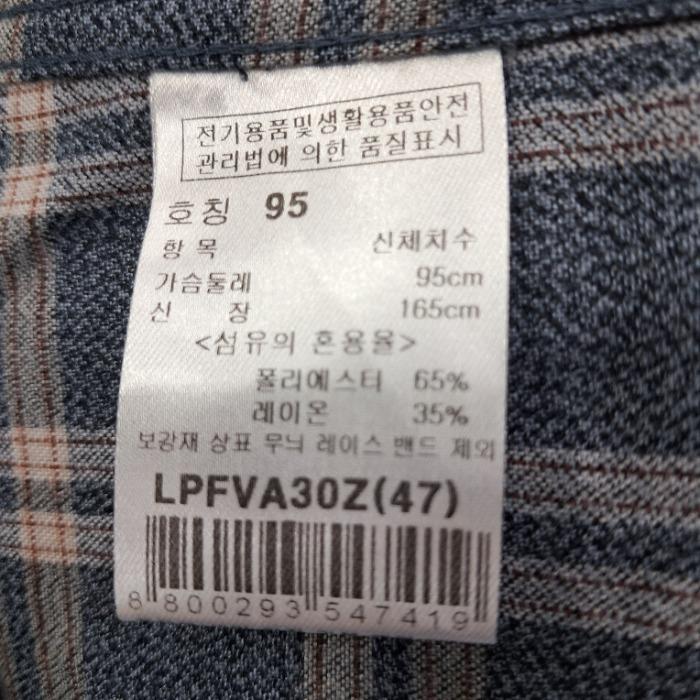 전기용품및생활용품안전
관리법에 의한 품질표시
호칭 95
항 목 신체치수
가슴둘레 95cm
신 장 165cm
<섬유의 혼용율>
폴리에스터 65%
레이온 35%
보강재 상표 무늬 레이스 밴드 제외
LPFVA30Z(47)
8 800293 547419